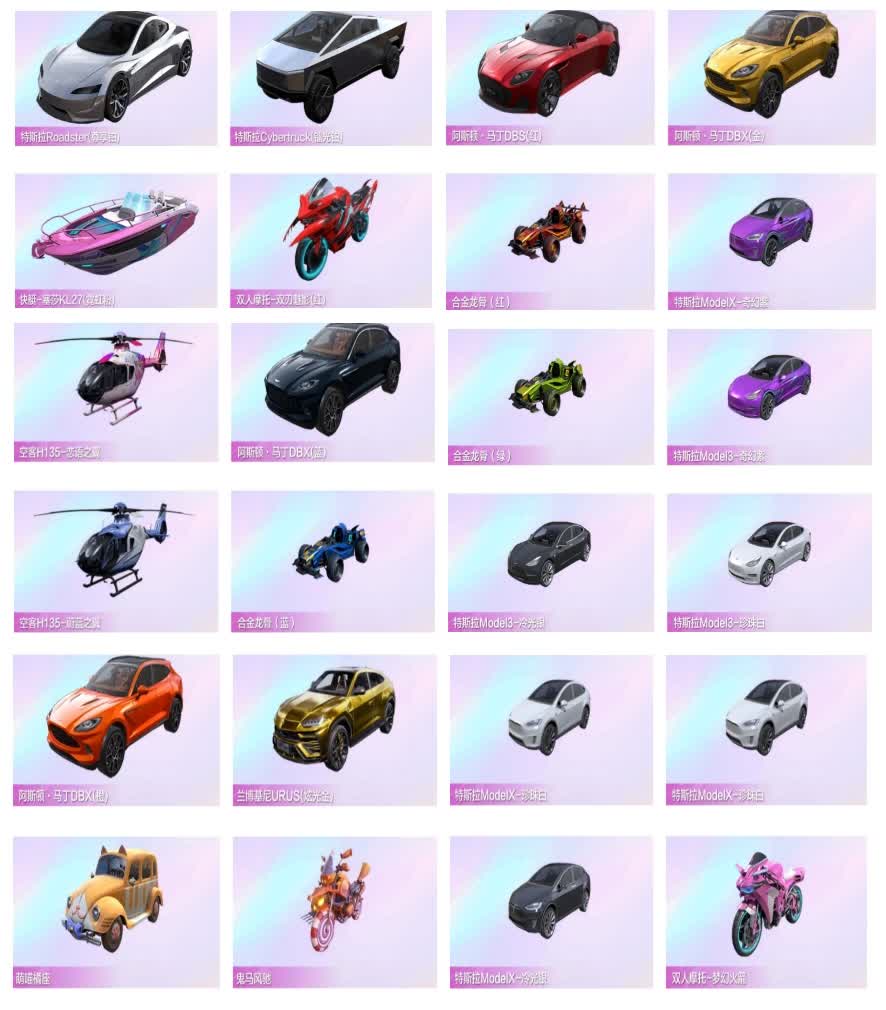 特斯拉Roadster(尊享白)
特斯拉Cybertruck(银光白)
阿斯顿·马丁DBS(红)
阿斯顿·马丁DBX(金)
快艇-塞莎KL27(霓虹粉)
双人摩托-双刃魅影(红)
合金龙骨（红）
特斯拉ModelX-奇幻紫
空客H135-恋语之翼
阿斯顿·马丁DBX(蓝)
合金龙骨（绿）
特斯拉Model3-奇幻紫
空客H135-蔚蓝之翼
合金龙骨（蓝）
特斯拉Model3-冷光银
特斯拉Model3-珍珠白
阿斯顿·马丁DBX(橙)
兰博基尼URUS(炫光金)
特斯拉ModelX-珍珠白
特斯拉ModelX-珍珠白
萌喵橘座
鬼马风驰
特斯拉ModelX-冷光银
双人摩托-梦幻火箭